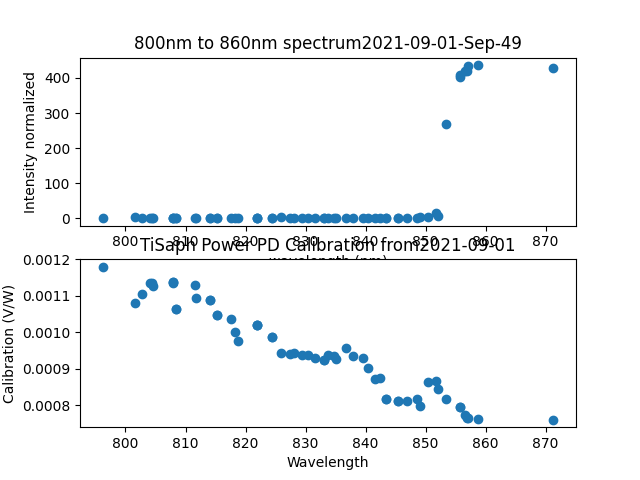 800nm to 860nm spectrum2021-09-01-Sep-49
Intensity normalized
400
300
200
100
0
800 810 820 830 840 850 860 870
wavelength (nm)
TiSaph Power PD Calibration from2021-09-01
Calibration (V/W)
0.0012
0.0011
0.0010
0.0009
0.0008
800 810 820 830 840 850 860 870
Wavelength